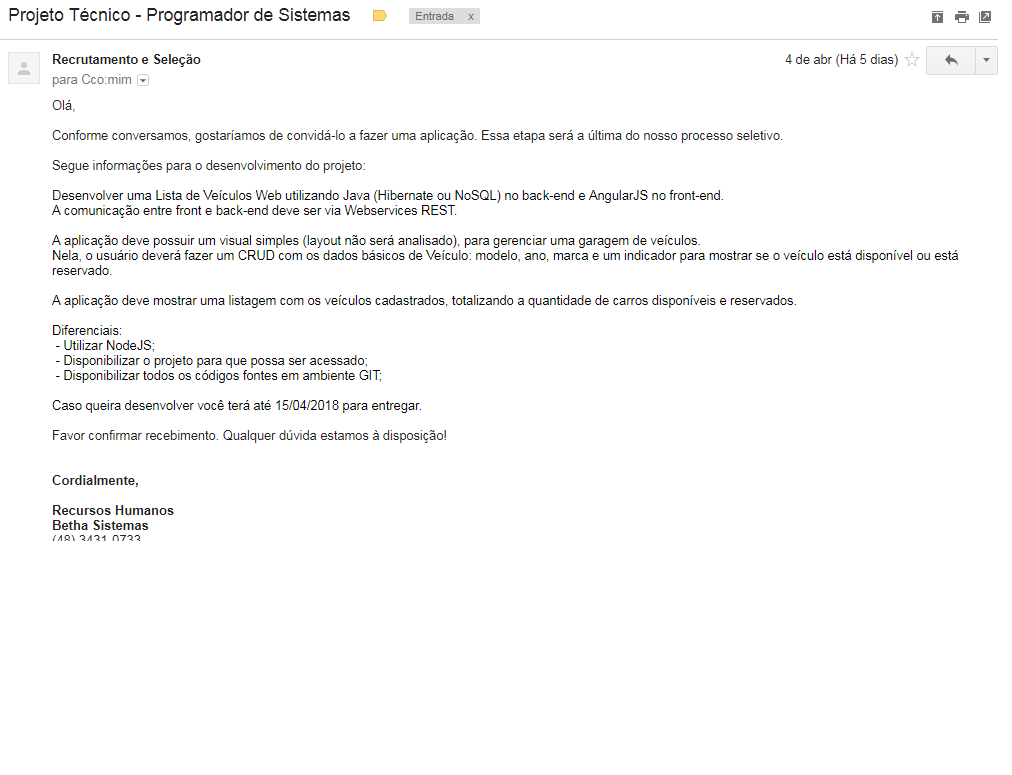 Projeto Técnico - Programador de Sistemas
Entrada x
Recrutamento e Seleção
4 de abr (Há 5 dias)
para Cco:mim
Olá,
Conforme conversamos, gostaríamos de convidá-lo a fazer uma aplicação. Essa etapa será a última do nosso processo seletivo.
Segue informações para o desenvolvimento do projeto:
Desenvolver uma Lista de Veículos Web utilizando Java (Hibernate ou NoSQL) no back-end e AngularJS no front-end.
A comunicação entre front e back-end deve ser via Webservices REST.
A aplicação deve possuir um visual simples (layout não será analisado), para gerenciar uma garagem de veículos.
Nela, o usuário deverá fazer um CRUD com os dados básicos de Veículo: modelo, ano, marca e um indicador para mostrar se o veículo está disponível ou está
reservado.
A aplicação deve mostrar uma listagem com os veículos cadastrados, totalizando a quantidade de carros disponíveis e reservados.
Diferenciais:
- Utilizar NodeJS;
- Disponibilizar o projeto para que possa ser acessado;
- Disponibilizar todos os códigos fontes em ambiente GIT;
Caso queira desenvolver você terá até 15/04/2018 para entregar.
Favor confirmar recebimento. Qualquer dúvida estamos à disposição!
Cordialmente,
Recursos Humanos
Betha Sistemas
(48) 3431 0733